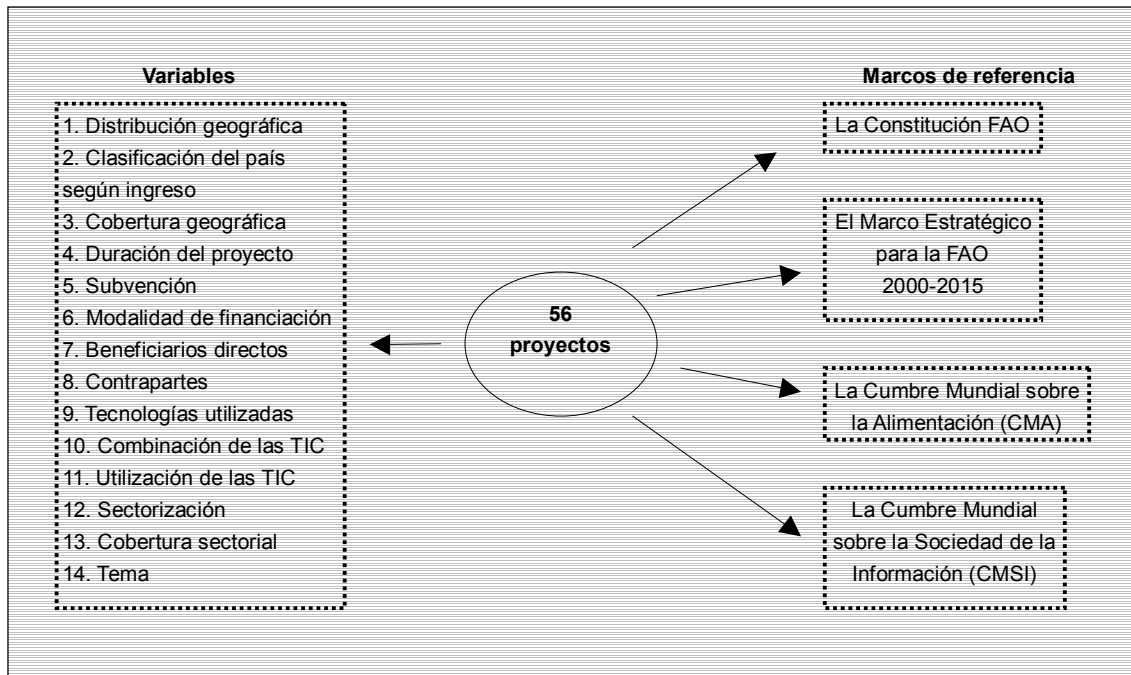 Variables
1. Distribución geográfica
2. Clasificación del país
según ingreso
3. Cobertura geográfica
4. Duración del proyecto
5. Subvención
6. Modalidad de financiación
7. Beneficiarios directos
8. Contrapartes
9. Tecnologías utilizadas
10. Combinación de las TIC
11. Utilización de las TIC
12. Sectorización
13. Cobertura sectorial
14. Tema
56
proyectos
Marcos de referencia
La Constitución FAO
El Marco Estratégico
para la FAO
2000-2015
La Cumbre Mundial sobre
la Alimentación (CMA)
La Cumbre Mundial
sobre la Sociedad de la
Información (CMSI)